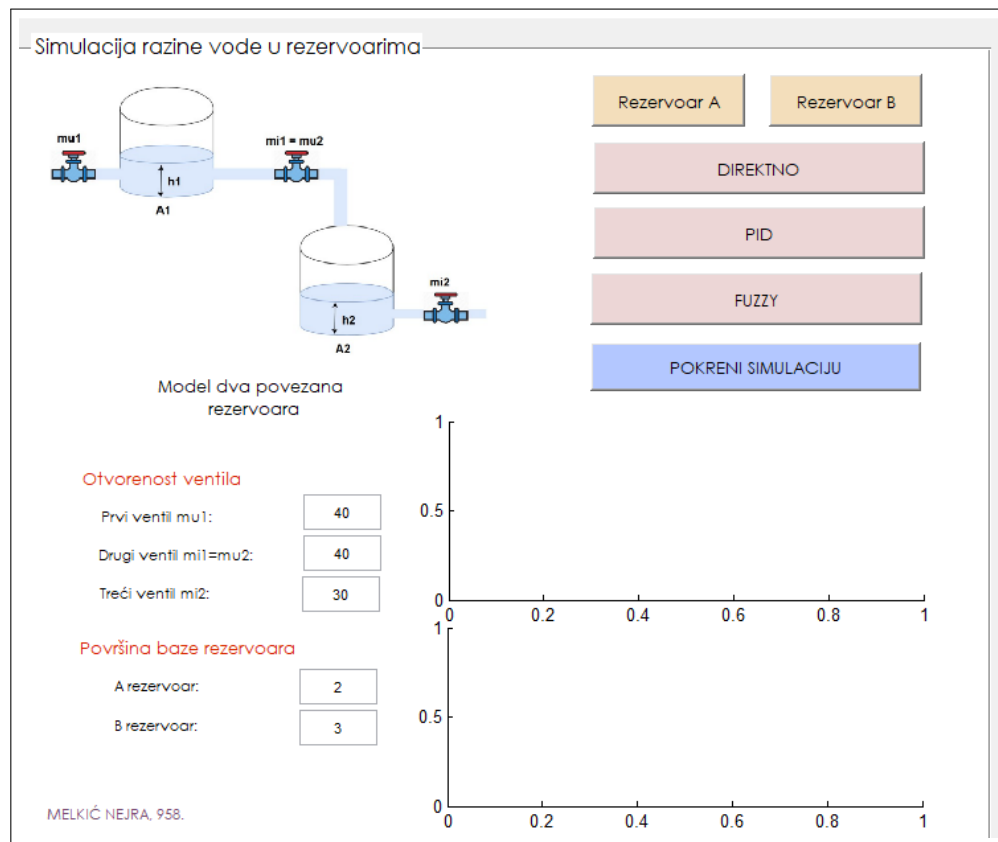 Simulacija razine vode u rezervoarima
mu1
h1
A1
mi1 = mu2
h2
A2
mi2
Model dva povezana
rezervoara
Rezervoar A
Rezervoar B
DIREKTNO
PID
FUZZY
POKRENI SIMULACIJU
Otvorenost ventila
Prvi ventil mu1: 40
Drugi ventil mi1=mu2: 40
Treći ventil mi2: 30
Površina baze rezervoara
A rezervoar: 2
B rezervoar: 3
1
0.5
0
0 0.2 0.4 0.6 0.8 1
1
0.5
0
0 0.2 0.4 0.6 0.8 1
MELKIĆ NEJRA, 958.